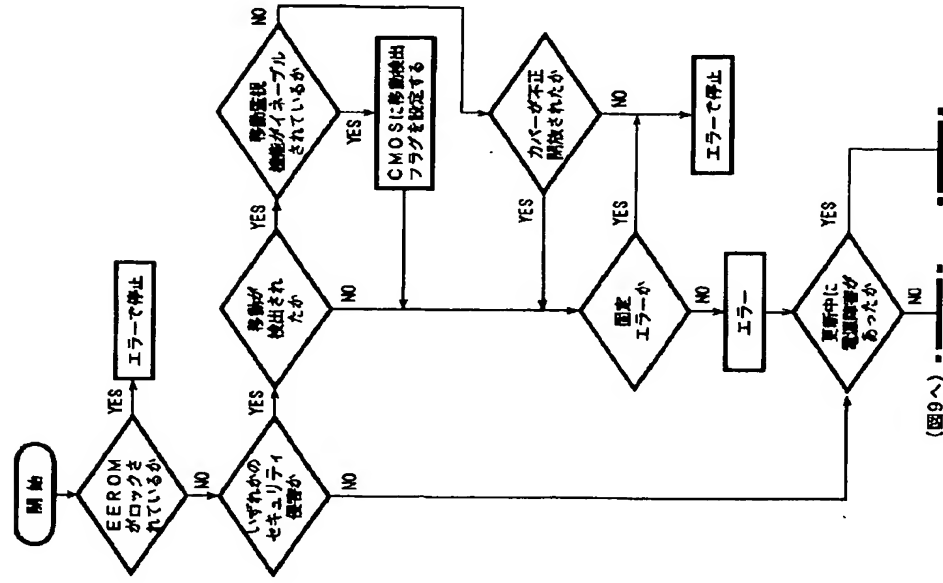 開始
EEROM
がロックさ
れているか
YES
エラーで停止
NO
いずれかの
セキュリティ
侵害か
YES
NO
移動が
検出され
たか
YES
NO
移動監視
機能がイネーブル
されているか
NO
YES
CMOSに移動検出
フラグを設定する
カバーが不正
開放されたか
YES
NO
固定
エラーか
YES
NO
エラーで停止
エラー
更新中に
電源障害が
あったか
YES
NO
(図9へ)